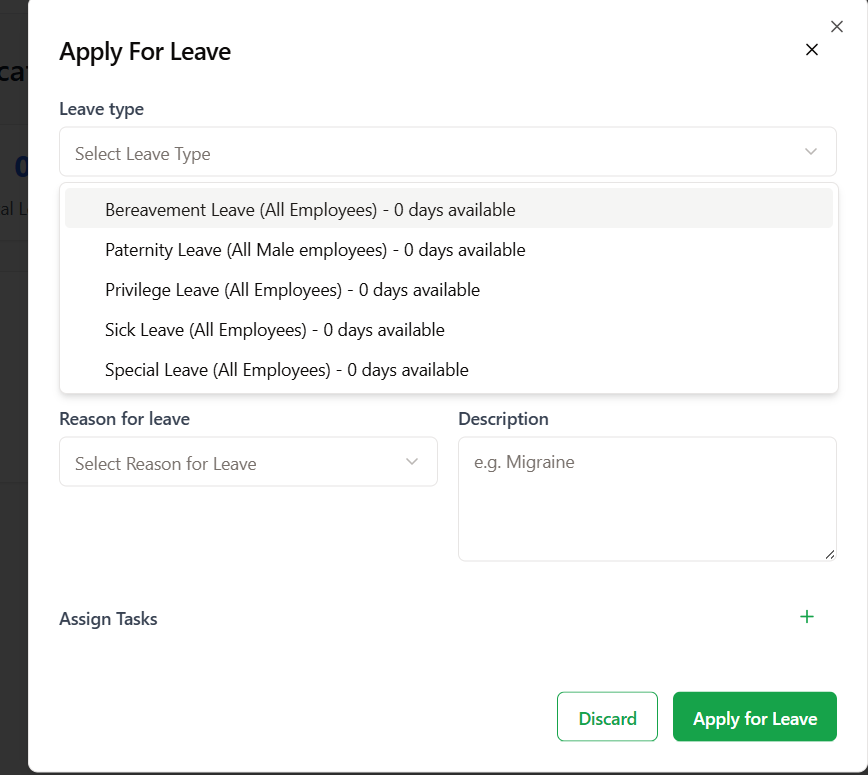 Apply For Leave
Leave type
Select Leave Type
Bereavement Leave (All Employees) - 0 days available
Paternity Leave (All Male employees) - 0 days available
Privilege Leave (All Employees) - 0 days available
Sick Leave (All Employees) - 0 days available
Special Leave (All Employees) - 0 days available
Reason for leave
Description
Select Reason for Leave
e.g. Migraine
Assign Tasks
Discard
Apply for Leave